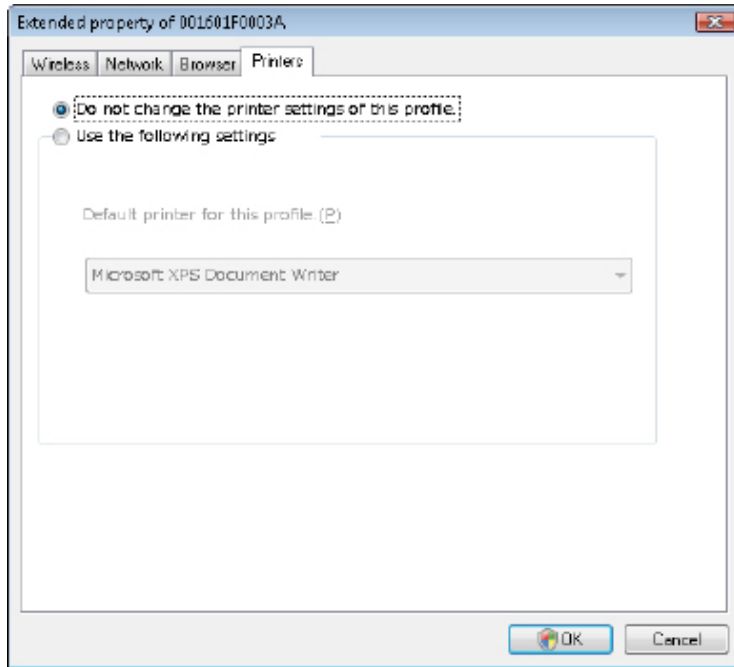 Extended property of 001601F0003A
Wireless Network Browser Printers
Do not change the printer settings of this profile.
Use the following settings
Default printer for this profile.(P)
Microsoft XPS Document Writer
OK Cancel